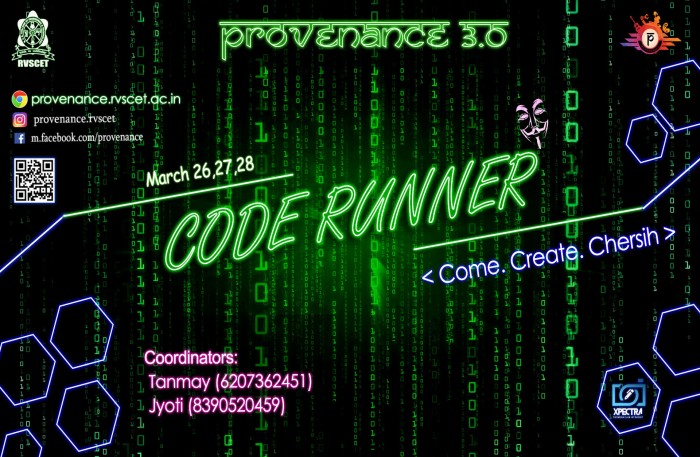 PROVENANCE 3.0
RVSCET
provenance.rvscet.ac.in
provenance.rvscet
m.facebook.com/provenance
March 26,27,28
CODE RUNNER
< Come. Create. Chersih >
Coordinators:
Tanmay (6207362451)
Jyoti (8390520459)
XPECTRA